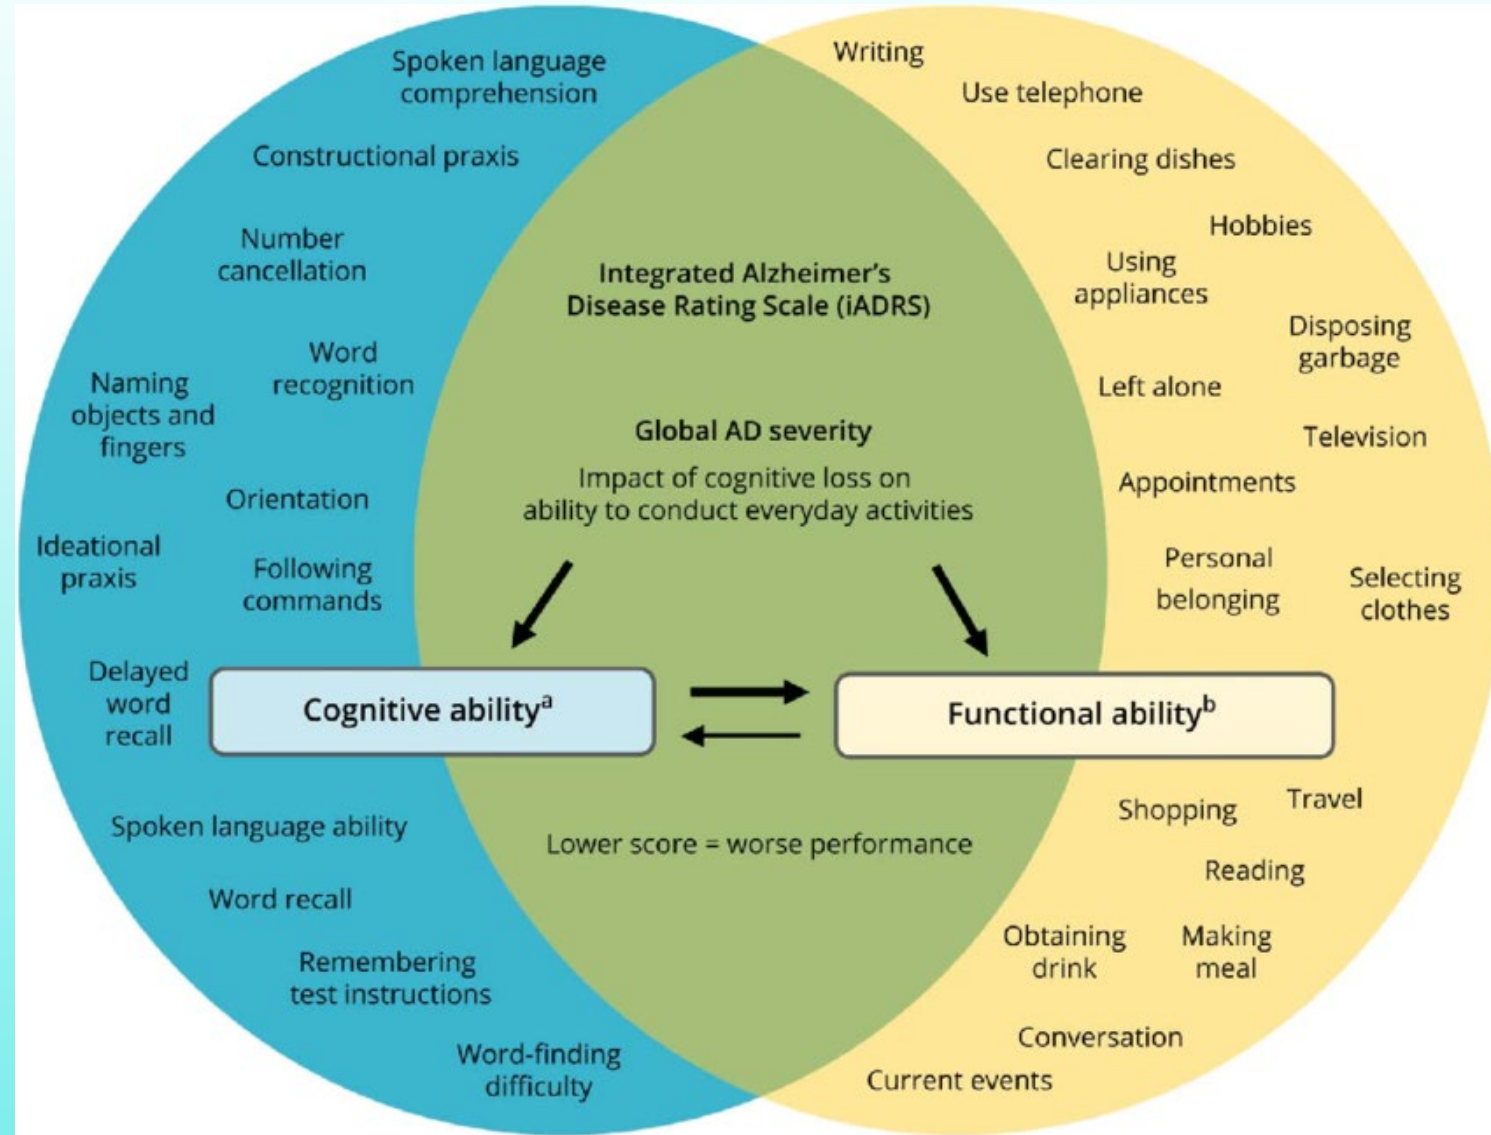 Spoken language
comprehension
Constructional praxis
Number
cancellation
Word
recognition
Naming
objects and
fingers
Orientation
Ideational
praxis
Following
commands
Delayed
word
recall
Cognitive abilityᵃ
Spoken language ability
Word recall
Remembering
test instructions
Word-finding
difficulty
Integrated Alzheimer’s
Disease Rating Scale (iADRS)
Global AD severity
Impact of cognitive loss on
ability to conduct everyday activities
Lower score = worse performance
Writing
Use telephone
Clearing dishes
Hobbies
Using
appliances
Disposing
garbage
Left alone
Television
Appointments
Personal
belonging
Selecting
clothes
Functional abilityᵇ
Shopping
Travel
Reading
Obtaining
drink
Making
meal
Conversation
Current events